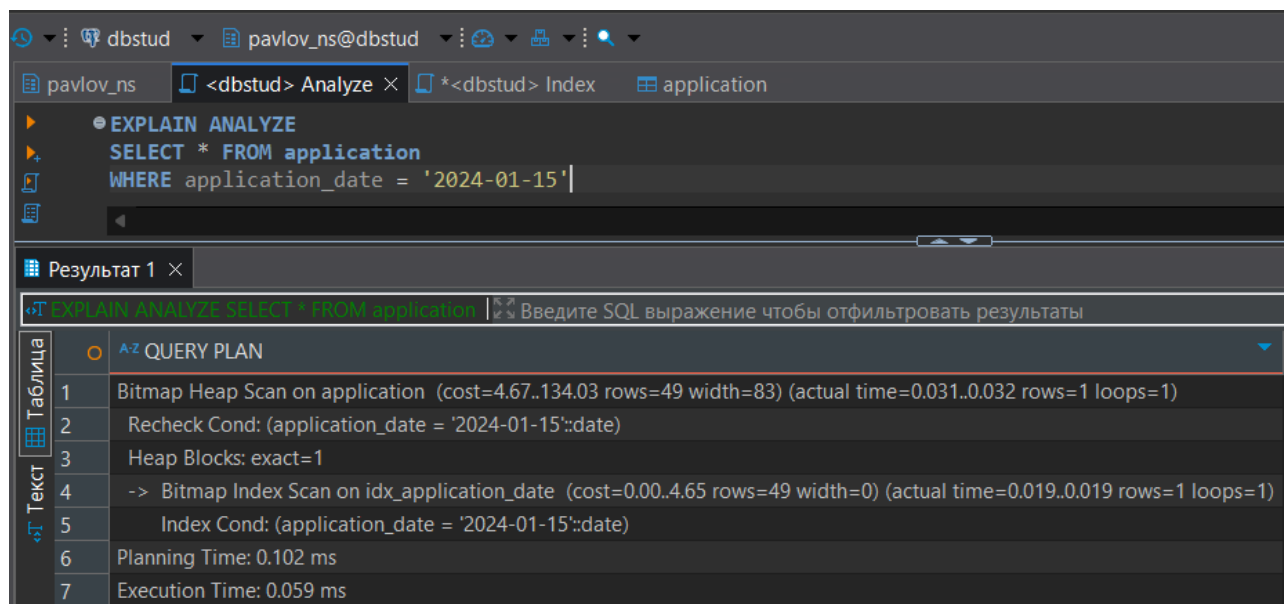 dbstud pavlov_ns@dbstud
pavlov_ns <dbstud> Analyze *<dbstud> Index application
EXPLAIN ANALYZE
SELECT * FROM application
WHERE application_date = '2024-01-15'
Результат 1
EXPLAIN ANALYZE SELECT * FROM application Введите SQL выражение чтобы отфильтровать результаты
Таблица
Текст
A-Z QUERY PLAN
1 Bitmap Heap Scan on application (cost=4.67..134.03 rows=49 width=83) (actual time=0.031..0.032 rows=1 loops=1)
2 Recheck Cond: (application_date = '2024-01-15'::date)
3 Heap Blocks: exact=1
4 -> Bitmap Index Scan on idx_application_date (cost=0.00..4.65 rows=49 width=0) (actual time=0.019..0.019 rows=1 loops=1)
5 Index Cond: (application_date = '2024-01-15'::date)
6 Planning Time: 0.102 ms
7 Execution Time: 0.059 ms